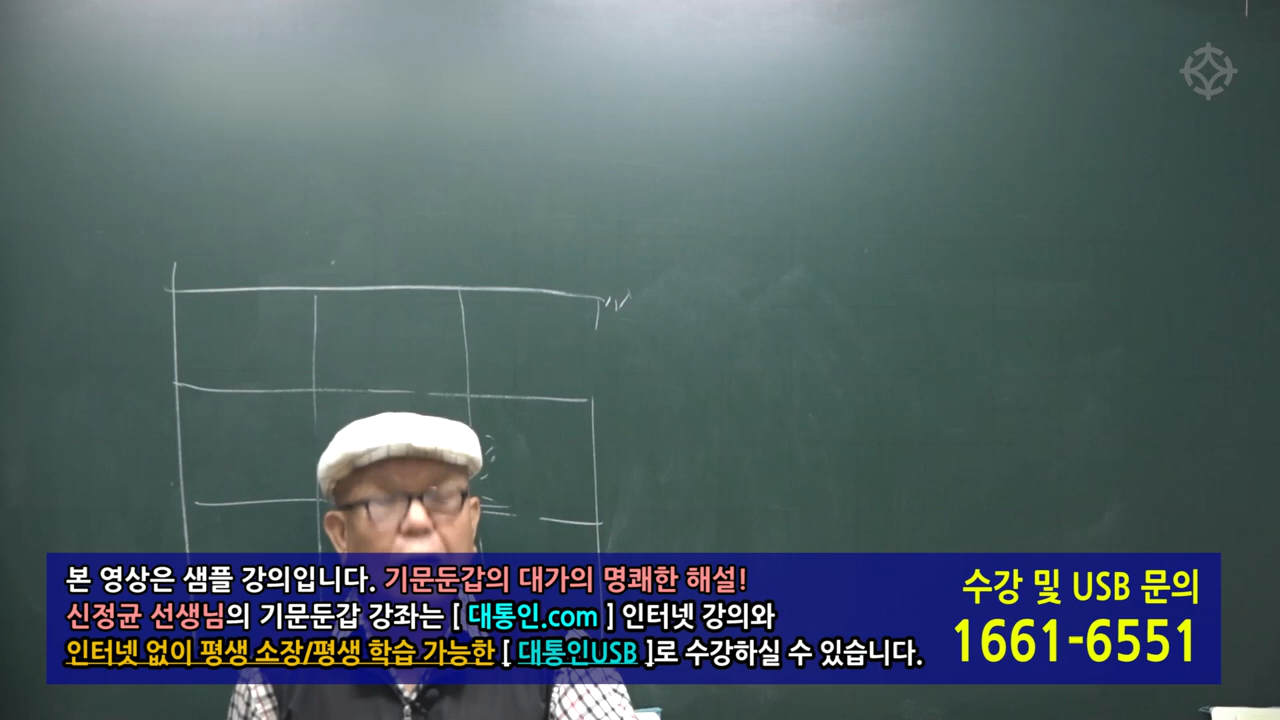 본 영상은 샘플 강의입니다. 기문둔갑의 대가의 명쾌한 해설!
신정균 선생님의 기문둔갑 강좌는 [ 대통인.com ] 인터넷 강의와
인터넷 없이 평생 소장/평생 학습 가능한 [ 대통인USB ]로 수강하실 수 있습니다.
수강 및 USB 문의
1661-6551